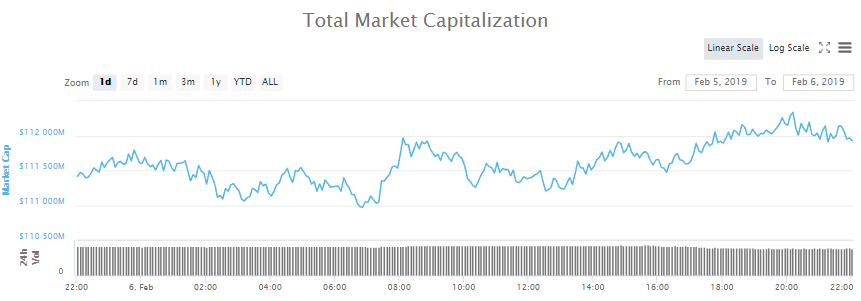 Total Market Capitalization
Linear Scale Log Scale
Zoom 1d 7d 1m 3m 1y YTD ALL From Feb 5, 2019 To Feb 6, 2019
$112 000M
$111 500M
$111 000M
$110 500M
Market Cap
24h
Vol
0
22:00 6. Feb 02:00 04:00 06:00 08:00 10:00 12:00 14:00 16:00 18:00 20:00 22:00